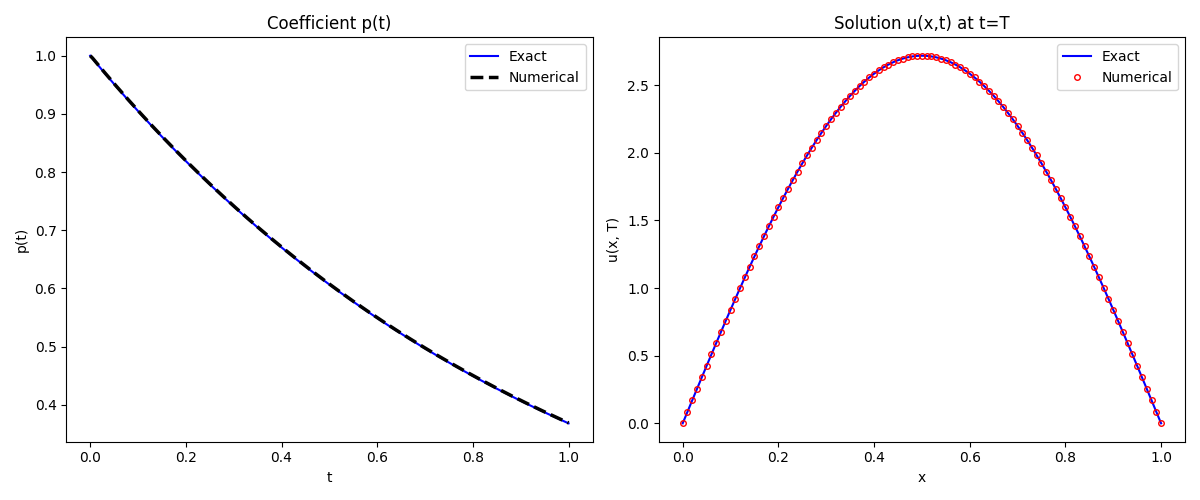 Coefficient p(t)
Exact
Numerical
p(t)
1.0
0.9
0.8
0.7
0.6
0.5
0.4
0.0 0.2 0.4 0.6 0.8 1.0
t
Solution u(x,t) at t=T
Exact
Numerical
u(x, T)
2.5
2.0
1.5
1.0
0.5
0.0
0.0 0.2 0.4 0.6 0.8 1.0
x